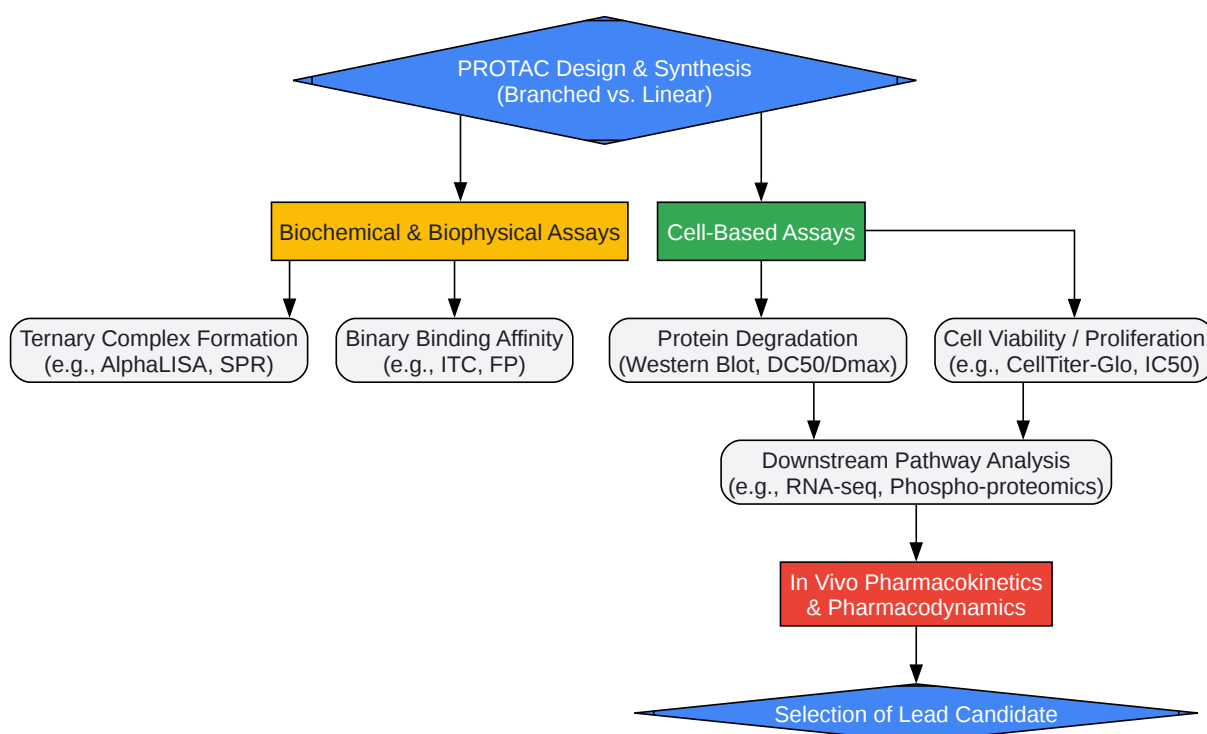 PROTAC Design & Synthesis
(Branched vs. Linear)
Biochemical & Biophysical Assays
Cell-Based Assays
Ternary Complex Formation
(e.g., AlphaLISA, SPR)
Binary Binding Affinity
(e.g., ITC, FP)
Protein Degradation
(Western Blot, DC50/Dmax)
Cell Viability / Proliferation
(e.g., CellTiter-Glo, IC50)
Downstream Pathway Analysis
(e.g., RNA-seq, Phospho-proteomics)
In Vivo Pharmacokinetics
& Pharmacodynamics
Selection of Lead Candidate